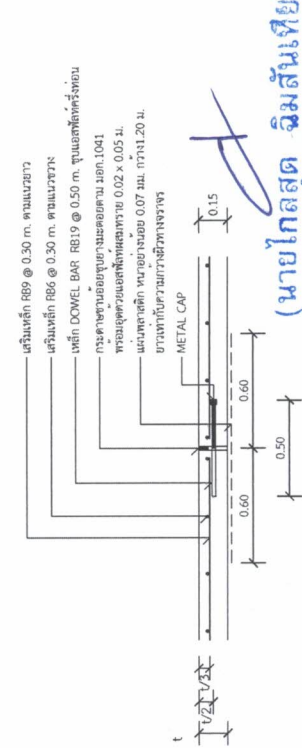 เสริมเหล็ก RB9 @ 0.30 m. ตามแนวยาว
เสริมเหล็ก RB6 @ 0.30 m. ตามแนวขวาง
เหล็ก DOWEL BAR RB19 @ 0.50 m. ชุบแอสฟัลท์ครึ่งท่อน
กระดาษชานอ้อยชุบยางมะตอยตาม มอก.1041
พร้อมอุดด้วยแอสฟัลท์ผสมทราย 0.02 x 0.05 ม.
แผ่นพลาสติก หนาอย่างน้อย 0.07 มม. กว้าง1.20 ม.
ยาวเท่ากับความกว้างผิวทางจราจร
METAL CAP
t
t/2
t/3
0.15
0.60
0.60
0.50
(นายไกลสุด ฉิมสันเทีย